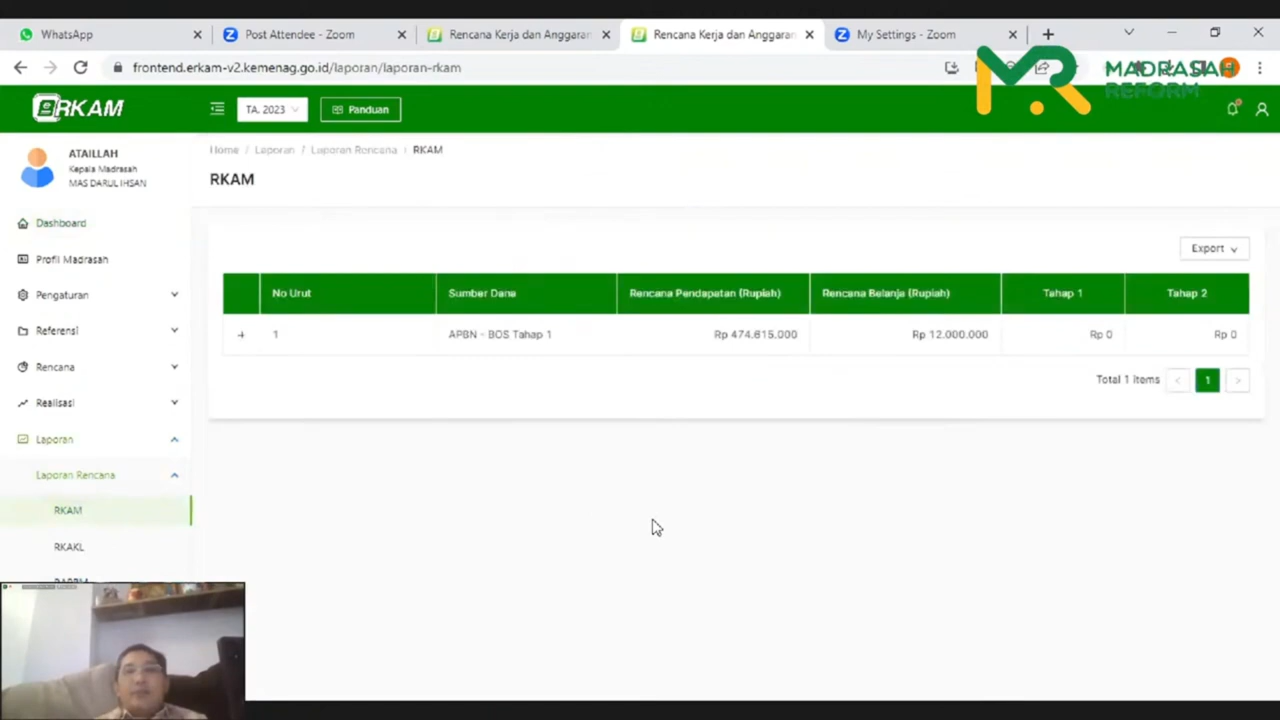 WhatsApp
Post Attendee - Zoom
Rencana Kerja dan Anggaran
Rencana Kerja dan Anggaran
My Settings - Zoom
frontend.erkam-v2.kemenag.go.id/laporan/laporan-rkam
MADRASAH
REFORM
eRKAM
TA. 2023
Panduan
ATAILLAH
Kepala Madrasah
MAS DARUL IHSAN
Home / Laporan / Laporan Rencana / RKAM
RKAM
Dashboard
Profil Madrasah
Pengaturan
Referensi
Rencana
Realisasi
Laporan
Laporan Rencana
RKAM
RKAKL
Export
No Urut Sumber Dana Rencana Pendapatan (Rupiah) Rencana Belanja (Rupiah) Tahap 1 Tahap 2
1 APBN - BOS Tahap 1 Rp 474.615.000 Rp 12.000.000 Rp 0 Rp 0
Total 1 items < 1 >